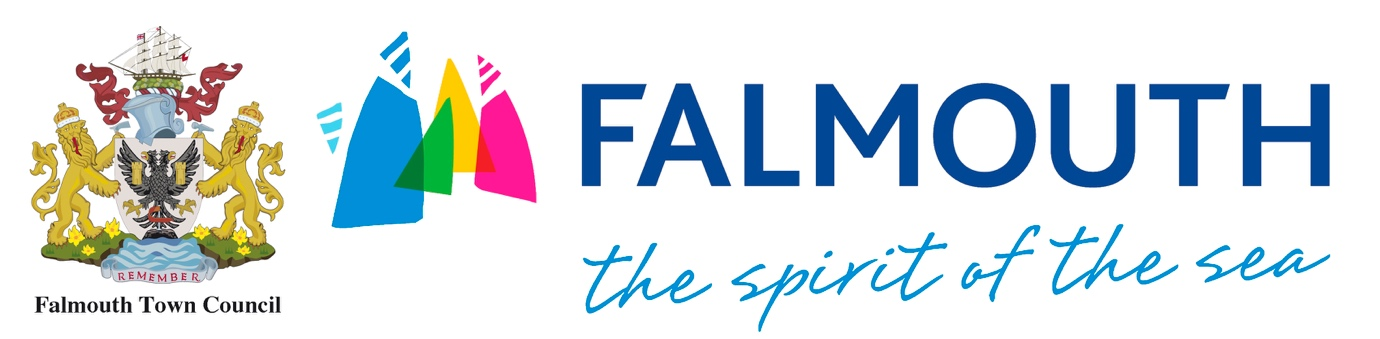 REMEMBER
Falmouth Town Council
FALMOUTH
the spirit of the sea